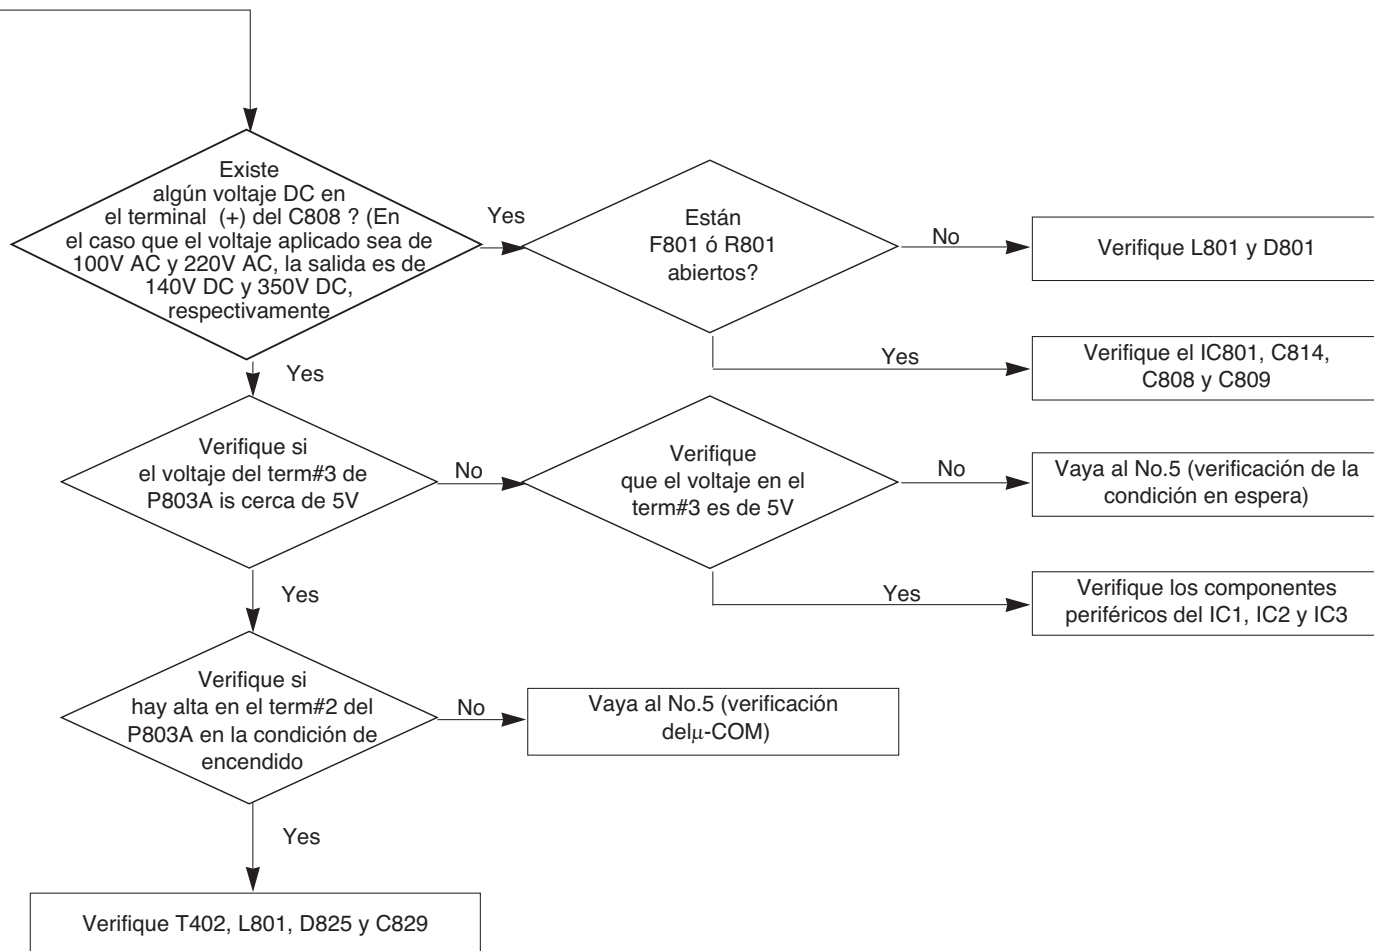 Existe
algún voltaje DC en
el terminal (+) del C808 ? (En
el caso que el voltaje aplicado sea de
100V AC y 220V AC, la salida es de
140V DC y 350V DC,
respectivamente
Yes
Están
F801 ó R801
abiertos?
No
Verifique L801 y D801
Yes
Verifique el IC801, C814,
C808 y C809
Yes
Verifique si
el voltaje del term#3 de
P803A is cerca de 5V
No
Verifique
que el voltaje en el
term#3 es de 5V
No
Vaya al No.5 (verificación de la
condición en espera)
Yes
Verifique los componentes
periféricos del IC1, IC2 y IC3
Yes
Verifique si
hay alta en el term#2 del
P803A en la condición de
encendido
No
Vaya al No.5 (verificación
delμ-COM)
Yes
Verifique T402, L801, D825 y C829